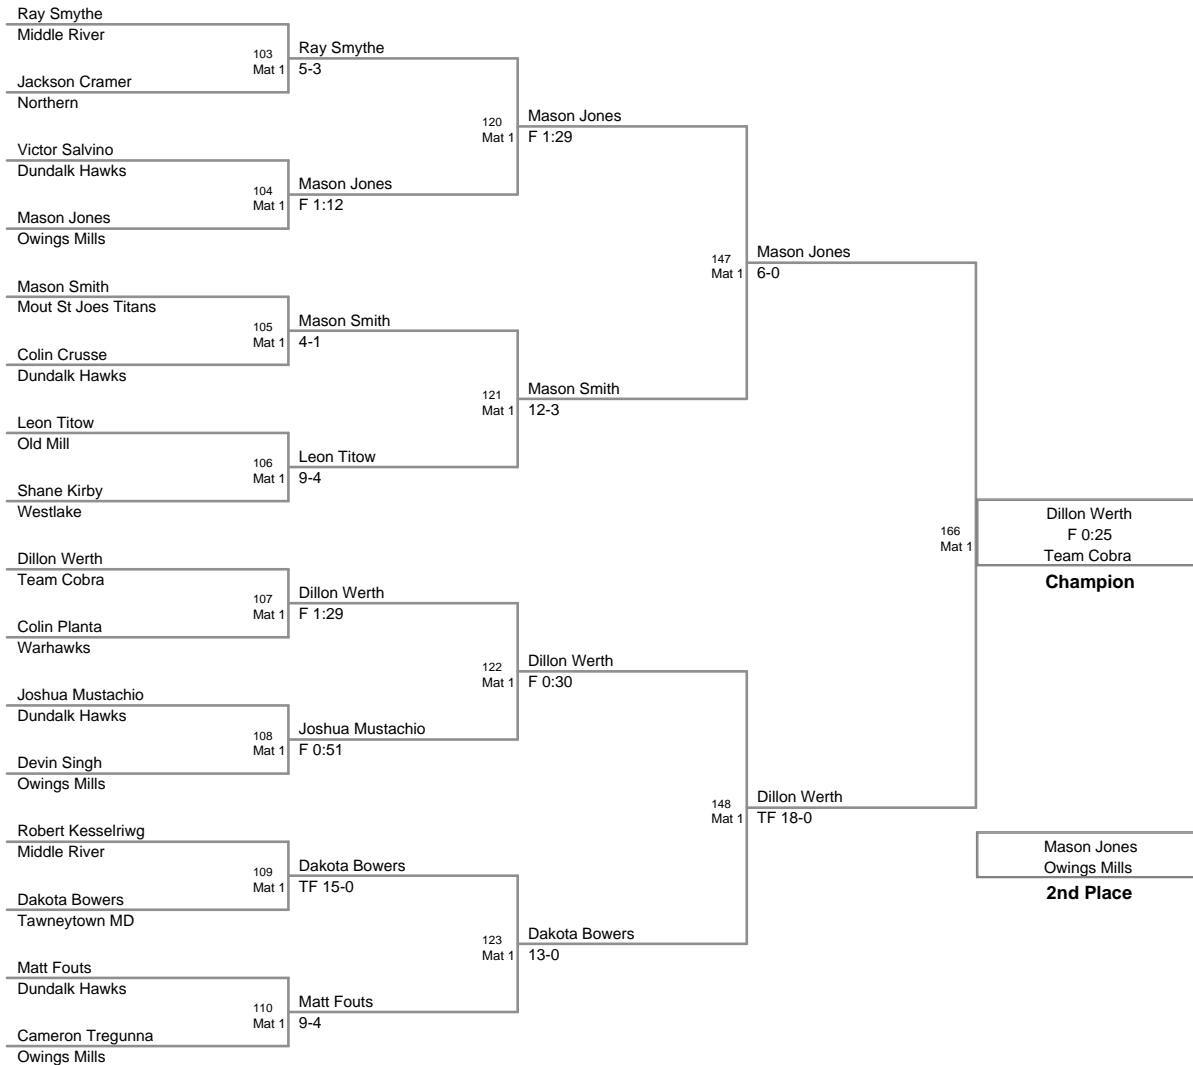 Ray Smythe
Middle River
103
Mat 1
Ray Smythe
5-3
Jackson Cramer
Northern
120
Mat 1
Mason Jones
F 1:29
Victor Salvino
Dundalk Hawks
104
Mat 1
Mason Jones
F 1:12
Mason Jones
Owings Mills
147
Mat 1
Mason Jones
6-0
Mason Smith
Mout St Joes Titans
105
Mat 1
Mason Smith
4-1
Colin Crusse
Dundalk Hawks
121
Mat 1
Mason Smith
12-3
Leon Titow
Old Mill
106
Mat 1
Leon Titow
9-4
Shane Kirby
Westlake
166
Mat 1
Dillon Werth
F 0:25
Team Cobra
Champion
Dillon Werth
Team Cobra
107
Mat 1
Dillon Werth
F 1:29
Colin Planta
Warhawks
122
Mat 1
Dillon Werth
F 0:30
Joshua Mustachio
Dundalk Hawks
108
Mat 1
Joshua Mustachio
F 0:51
Devin Singh
Owings Mills
148
Mat 1
Dillon Werth
TF 18-0
Robert Kesselriwg
Middle River
109
Mat 1
Dakota Bowers
TF 15-0
Dakota Bowers
Tawneytown MD
Mason Jones
Owings Mills
2nd Place
123
Mat 1
Dakota Bowers
13-0
Matt Fouts
Dundalk Hawks
110
Mat 1
Matt Fouts
9-4
Cameron Tregunna
Owings Mills